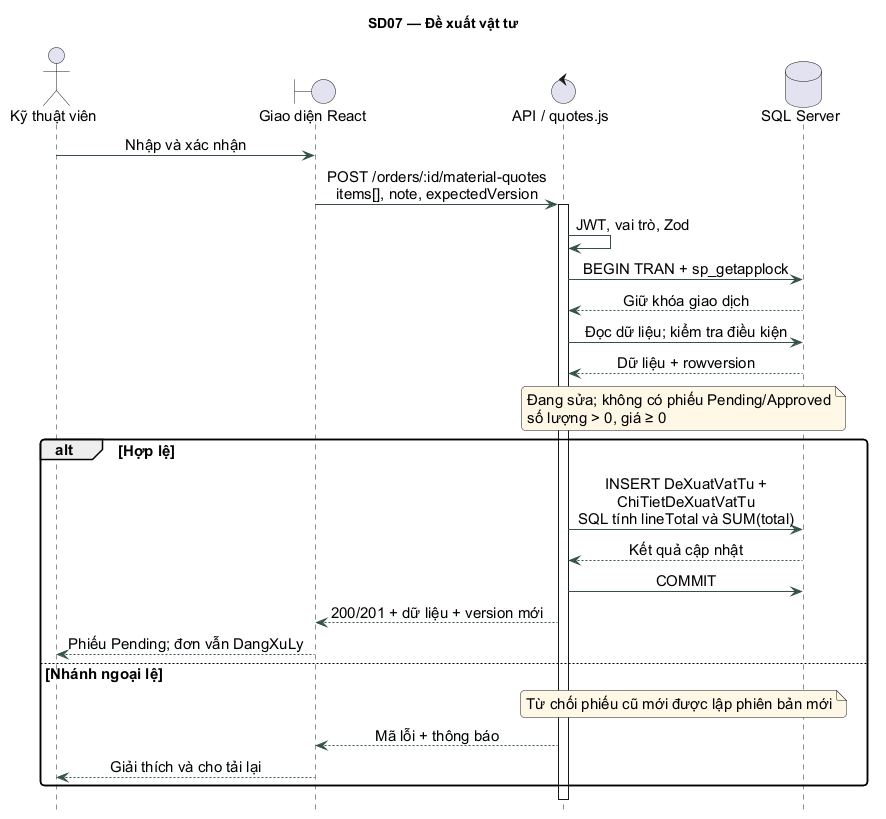 SD07 — Đề xuất vật tư
Kỹ thuật viên
Giao diện React
API / quotes.js
SQL Server
Nhập và xác nhận
POST /orders/:id/material-quotes
items[], note, expectedVersion
JWT, vai trò, Zod
BEGIN TRAN + sp_getapplock
Giữ khóa giao dịch
Đọc dữ liệu; kiểm tra điều kiện
Dữ liệu + rowversion
Đang sửa; không có phiếu Pending/Approved
số lượng > 0, giá ≥ 0
alt
[Hợp lệ]
INSERT DeXuatVatTu +
ChiTietDeXuatVatTu
SQL tính lineTotal và SUM(total)
Kết quả cập nhật
COMMIT
200/201 + dữ liệu + version mới
Phiếu Pending; đơn vẫn DangXuLy
[Nhánh ngoại lệ]
Từ chối phiếu cũ mới được lập phiên bản mới
Mã lỗi + thông báo
Giải thích và cho tải lại